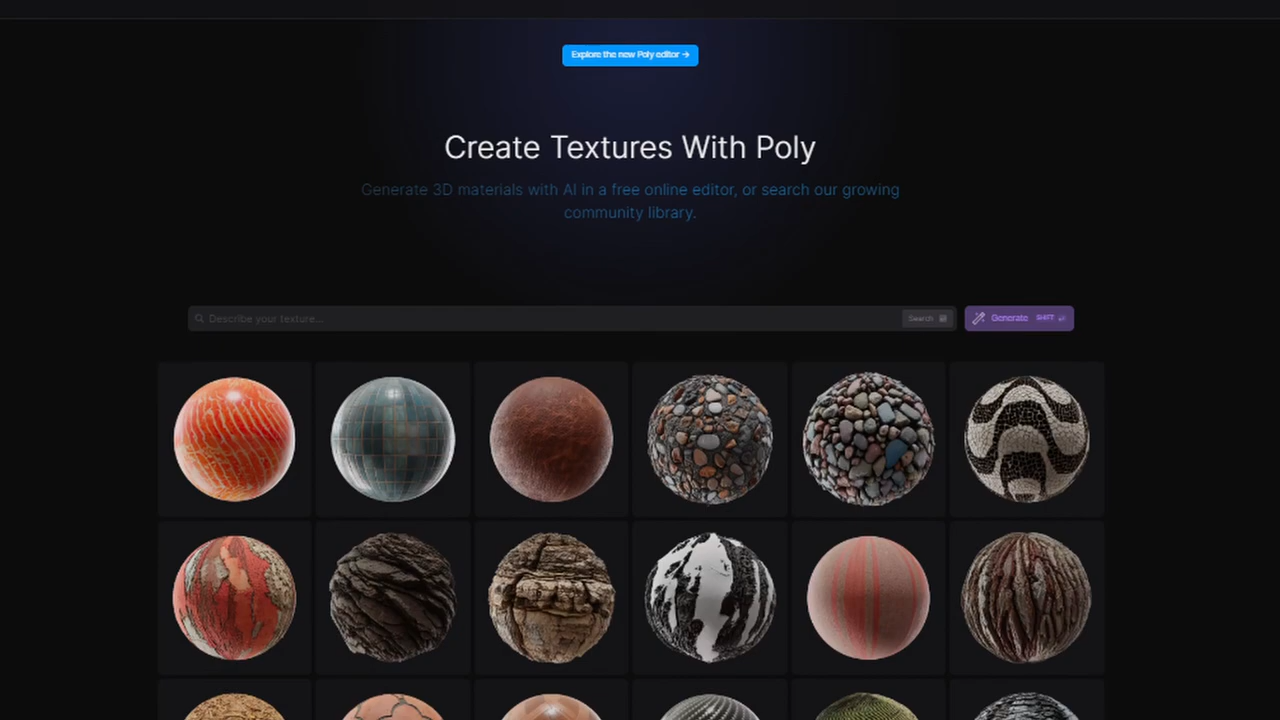 Explore the new Poly editor →
Create Textures With Poly
Generate 3D materials with AI in a free online editor, or search our growing
community library.
Describe your texture...
Search
Generate SHIFT